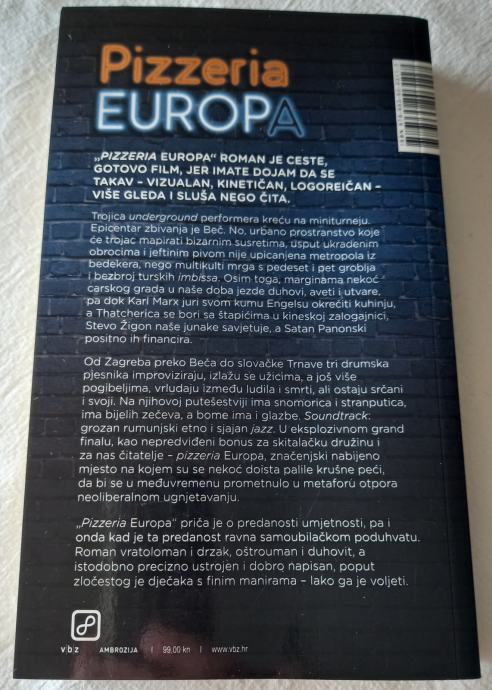 Pizzeria
EUROPA
„PIZZERIA EUROPA“ ROMAN JE CESTE,
GOTOVO FILM, JER IMATE DOJAM DA SE
TAKAV – VIZUALAN, KINETIČAN, LOGOREIČAN –
VIŠE GLEDA I SLUŠA NEGO ČITA.
Trojica underground performera kreću na miniturneju.
Epicentar zbivanja je Beč. No, urbano prostranstvo koje
će trojac mapirati bizarnim susretima, usput ukradenim
obrocima i jeftinim pivom nije upicanjena metropola iz
bedekera, nego multikulti mrga s pedeset i pet groblja
i bezbroj turskih imbissa. Osim toga, marginama nekoć
carskog grada u naše doba jezde duhovi, aveti i utvare,
pa dok Karl Marx juri svom kumu Engelsu okrečiti kuhinju,
a Thatcherica se bori sa štapićima u kineskoj zalogajnici,
Stevo Žigon naše junake savjetuje, a Satan Panonski
positno ih financira.
Od Zagreba preko Beča do slovačke Trnave tri drumska
pjesnika improviziraju, izlažu se užicima, a još više
pogibeljima, vrludaju između ludila i smrti, ali ostaju srčani
i svoji. Na njihovoj putešestviji ima snomorica i stranputica,
ima bijelih zečeva, a bome ima i glazbe. Soundtrack:
grozan rumunjski etno i sjajan jazz. U eksplozivnom grand
finalu, kao nepredviđeni bonus za skitalačku družinu i
za nas čitatelje – pizzeria Europa, značenjski nabijeno
mjesto na kojem su se nekoć doista palile krušne peći,
da bi se u međuvremenu prometnulo u metaforu otpora
neoliberalnom ugnjetavanju.
„Pizzeria Europa“ priča je o predanosti umjetnosti, pa i
onda kad je ta predanost ravna samoubilačkom poduhvatu.
Roman vratoloman i drzak, oštrouman i duhovit, a
istodobno precizno ustrojen i dobro napisan, poput
zločestog je dječaka s finim manirama – lako ga je voljeti.
vbz AMBROZIJA | 99,00 kn | www.vbz.hr